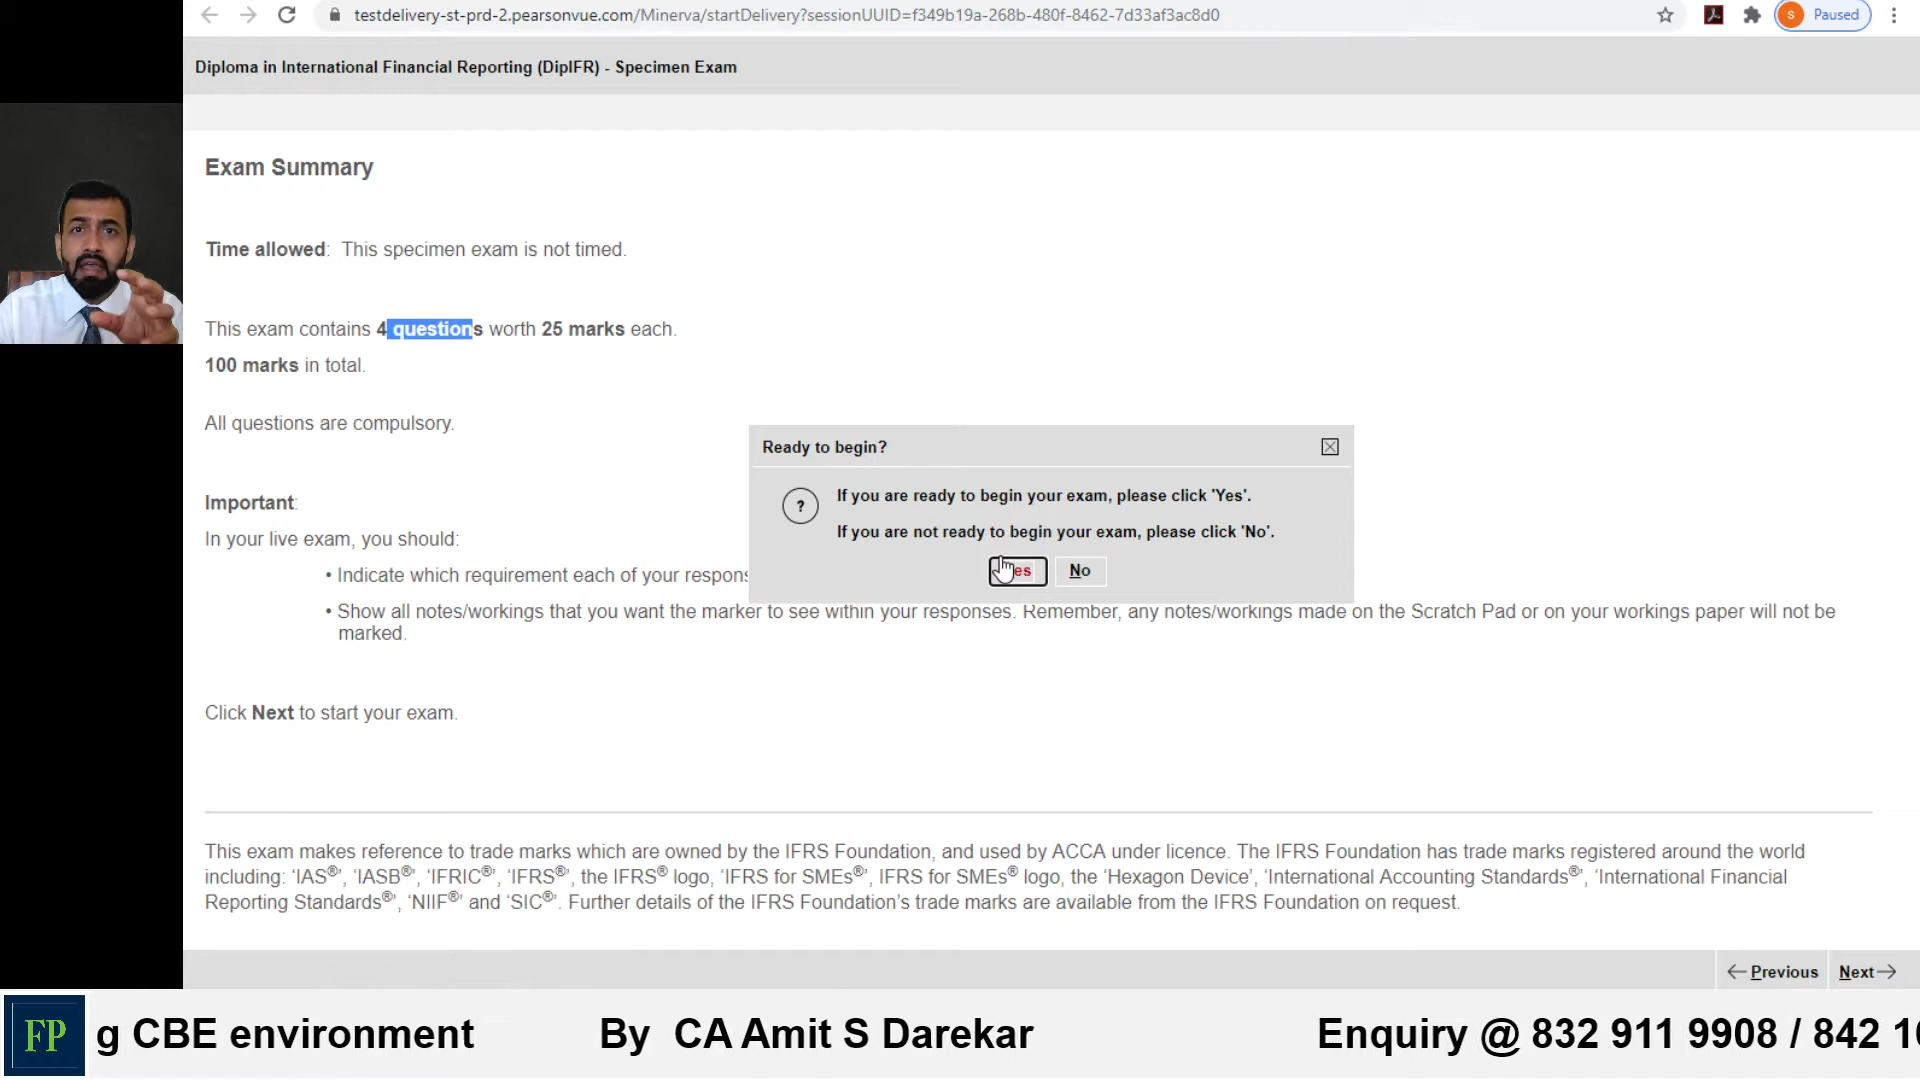 testdelivery-st-prd-2.pearsonvue.com/Minerva/startDelivery?sessionUUID=f349b19a-268b-480f-8462-7d33af3ac8d0
S
Paused
Diploma in International Financial Reporting (DipIFR) - Specimen Exam
Exam Summary
Time allowed: This specimen exam is not timed.
This exam contains 4 questions worth 25 marks each.
100 marks in total.
All questions are compulsory.
Ready to begin?
?
If you are ready to begin your exam, please click 'Yes'.
If you are not ready to begin your exam, please click 'No'.
No
Important:
In your live exam, you should:
• Indicate which requirement each of your
• Show all notes/workings that you want the marker to see within your responses. Remember, any notes/workings made on the Scratch Pad or on your workings paper will not be
marked.
Click Next to start your exam.
This exam makes reference to trade marks which are owned by the IFRS Foundation, and used by ACCA under licence. The IFRS Foundation has trade marks registered around the world
including: ‘IAS®’, ‘IASB®’, ‘IFRIC®’, ‘IFRS®’, the IFRS® logo, ‘IFRS for SMEs®’, IFRS for SMEs® logo, the ‘Hexagon Device’, ‘International Accounting Standards®’, ‘International Financial
Reporting Standards®’, ‘NIIF®’ and ‘SIC®’. Further details of the IFRS Foundation’s trade marks are available from the IFRS Foundation on request.
Previous
Next
FP
g CBE environment By CA Amit S Darekar Enquiry @ 832 911 9908 / 842